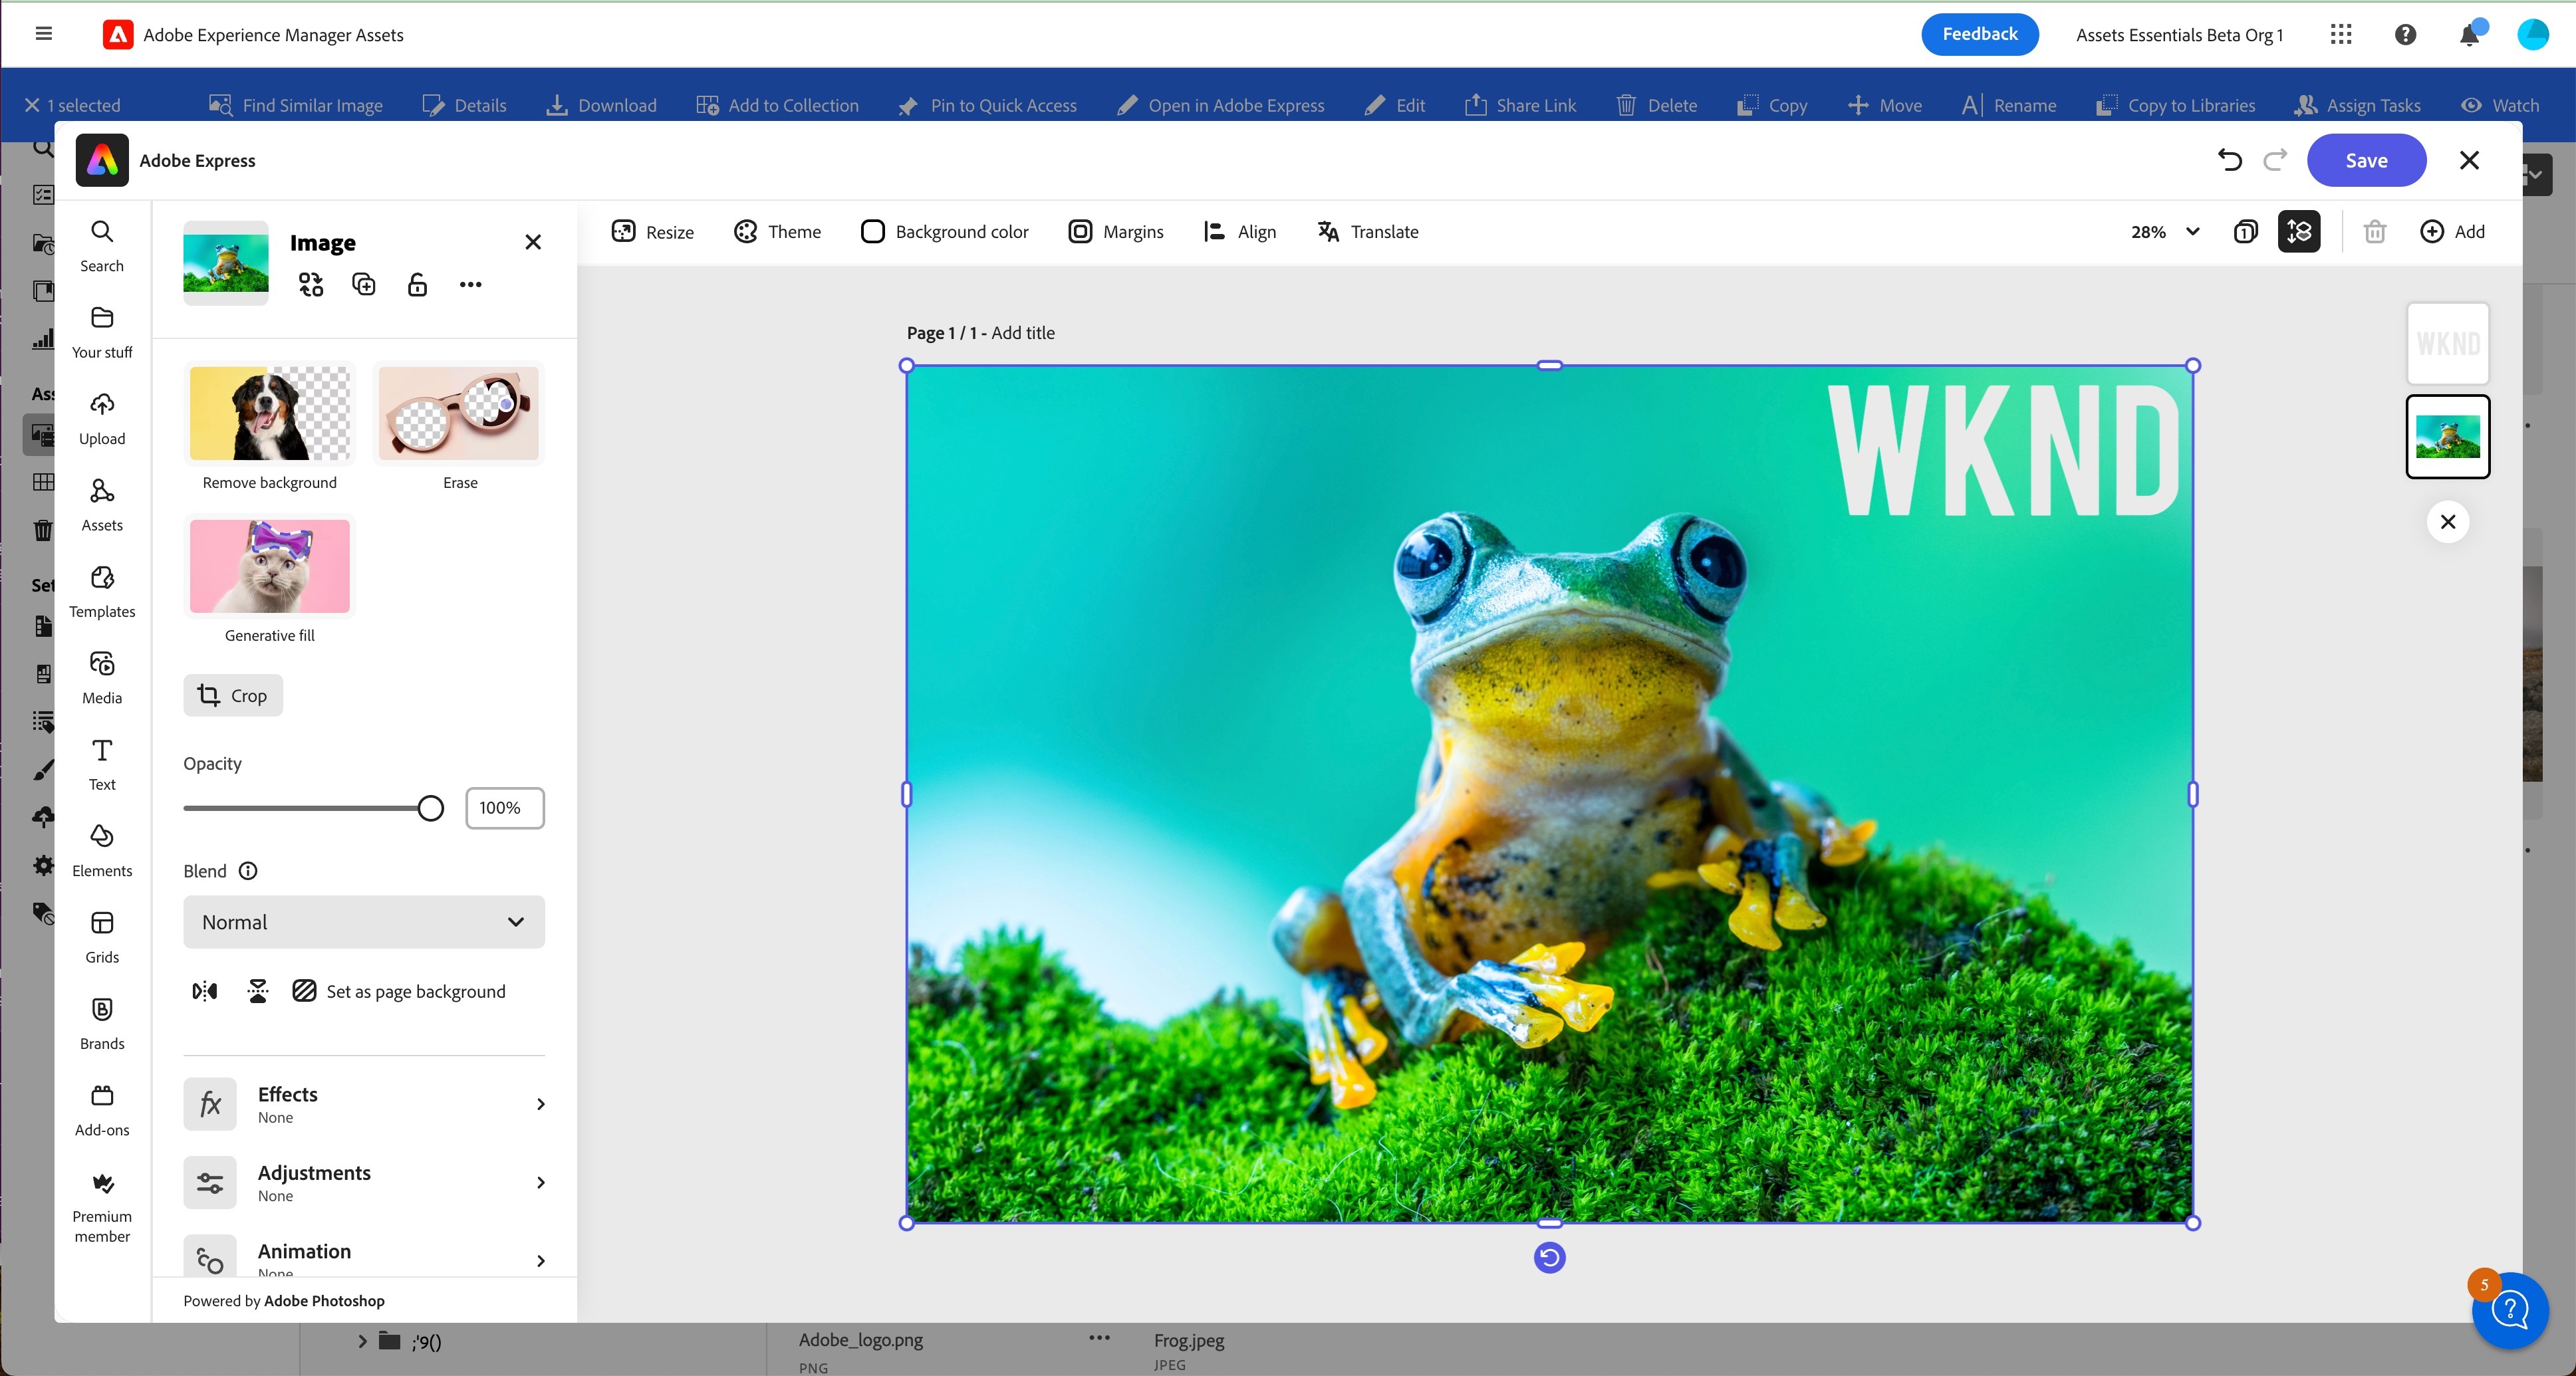 Adobe Experience Manager Assets
Feedback
Assets Essentials Beta Org 1
1 selected
Find Similar Image
Details
Download
Add to Collection
Pin to Quick Access
Open in Adobe Express
Edit
Share Link
Delete
Copy
Move
Rename
Copy to Libraries
Assign Tasks
Watch
Adobe Express
Save
Search
Your stuff
Upload
Assets
Templates
Media
Text
Elements
Grids
Brands
Add-ons
Premium
member
Image
Remove background
Erase
Generative fill
Crop
Opacity
100%
Blend
Normal
Set as page background
Effects
None
Adjustments
None
Animation
None
Powered by Adobe Photoshop
Resize
Theme
Background color
Margins
Align
Translate
28%
1
Add
Page 1 / 1 - Add title
WKND
WKND
Ass
Set
5
;'9()
Adobe_logo.png
PNG
Frog.jpeg
JPEG